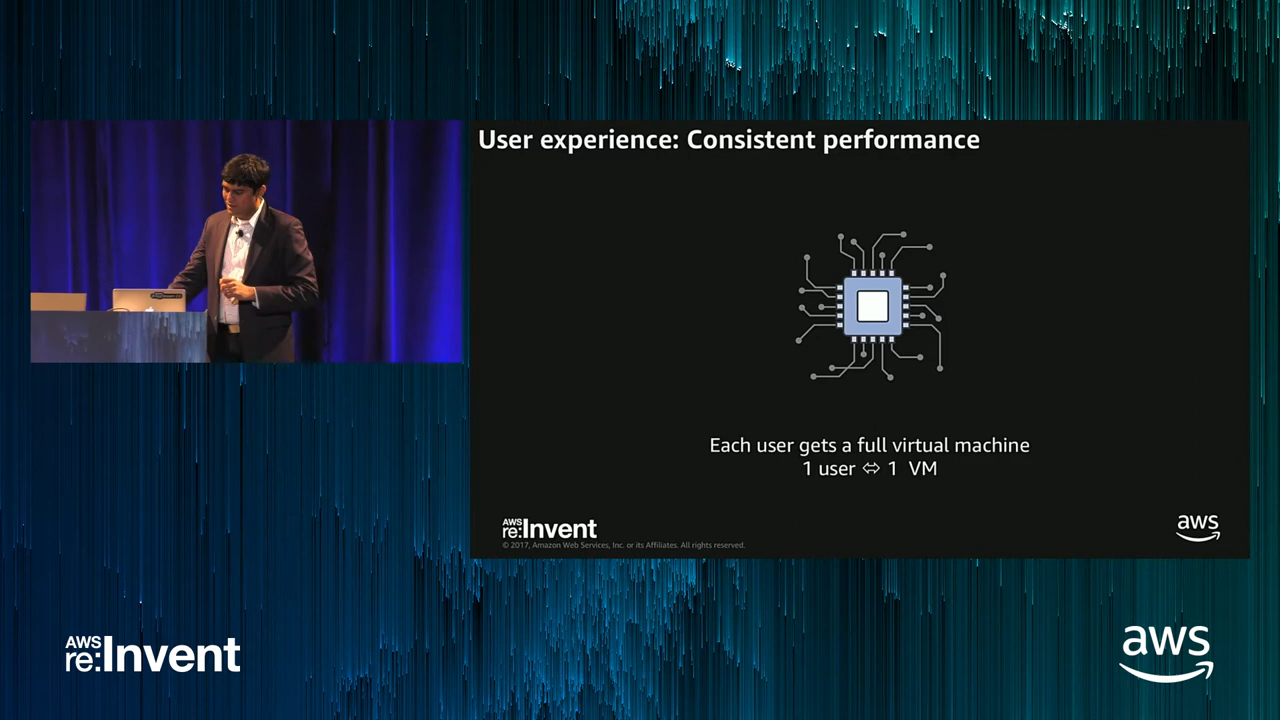 User experience: Consistent performance
Each user gets a full virtual machine
1 user ⇔ 1 VM
AWS
re:Invent
© 2017, Amazon Web Services, Inc. or its Affiliates. All rights reserved.
aws
AWS
re:Invent
aws